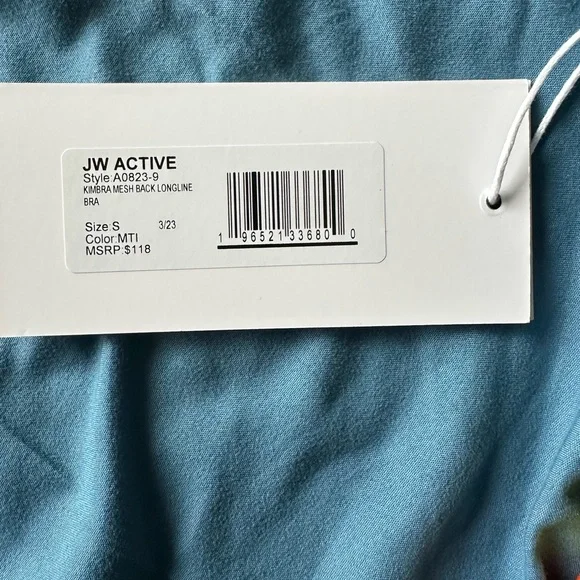 JW ACTIVE
Style:A0823-9
KIMBRA MESH BACK LONGLINE
BRA
Size:S 3/23
Color:MTI
MSRP:$118
1 96521 33680 0